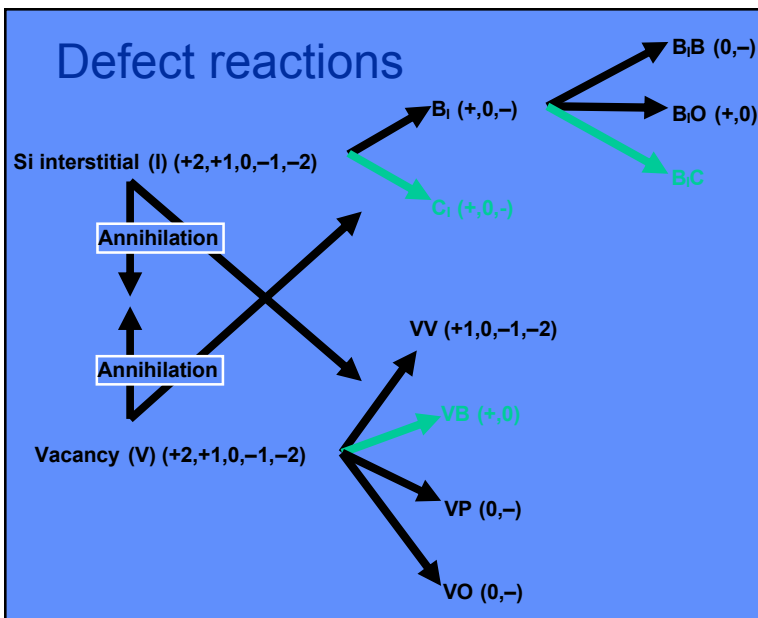 Defect reactions
BIB (0,–)
BI (+,0,–)
BIO (+,0)
Si interstitial (I) (+2,+1,0,–1,–2)
BIC
CI (+,0,-)
Annihilation
VV (+1,0,–1,–2)
Annihilation
VB (+,0)
Vacancy (V) (+2,+1,0,–1,–2)
VP (0,–)
VO (0,–)